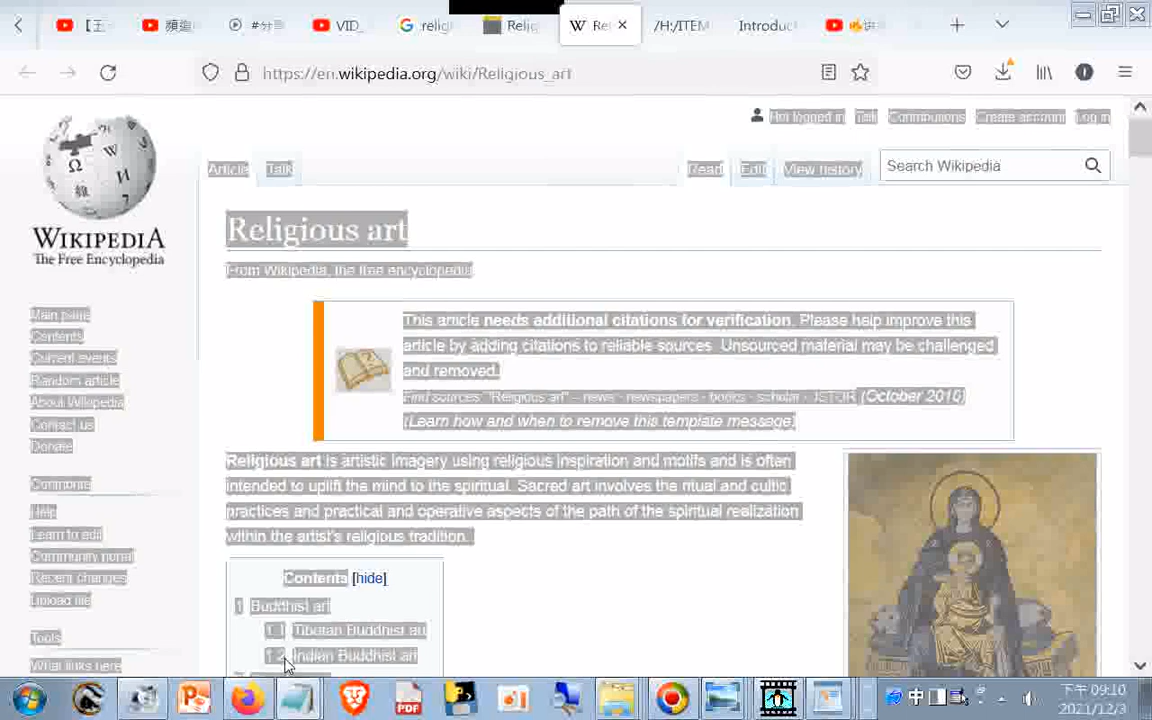 VID_
religi
Relig
Rel
/H:/ITEM
Introduc
https://en.wikipedia.org/wiki/Religious_art
WIKIPEDIA
The Free Encyclopedia
Not logged in Talk Contributions Create account Log in
Article Talk Read Edit View history Search Wikipedia
Religious art
From Wikipedia, the free encyclopedia
Main page
Contents
Current events
Random article
About Wikipedia
Contact us
Donate
Contribute
Help
Learn to edit
Community portal
Recent changes
Upload file
Tools
What links here
This article needs additional citations for verification. Please help improve this
article by adding citations to reliable sources. Unsourced material may be challenged
and removed.
Find sources: "Religious art" – news · newspapers · books · scholar · JSTOR (October 2010)
(Learn how and when to remove this template message)
Religious art is artistic imagery using religious inspiration and motifs and is often
intended to uplift the mind to the spiritual. Sacred art involves the ritual and cultic
practices and practical and operative aspects of the path of the spiritual realization
within the artist's religious tradition.
Contents [hide]
1 Buddhist art
1.1 Tibetan Buddhist art
1.2 Indian Buddhist art
PDF
中
下午 09:10
2021/12/3